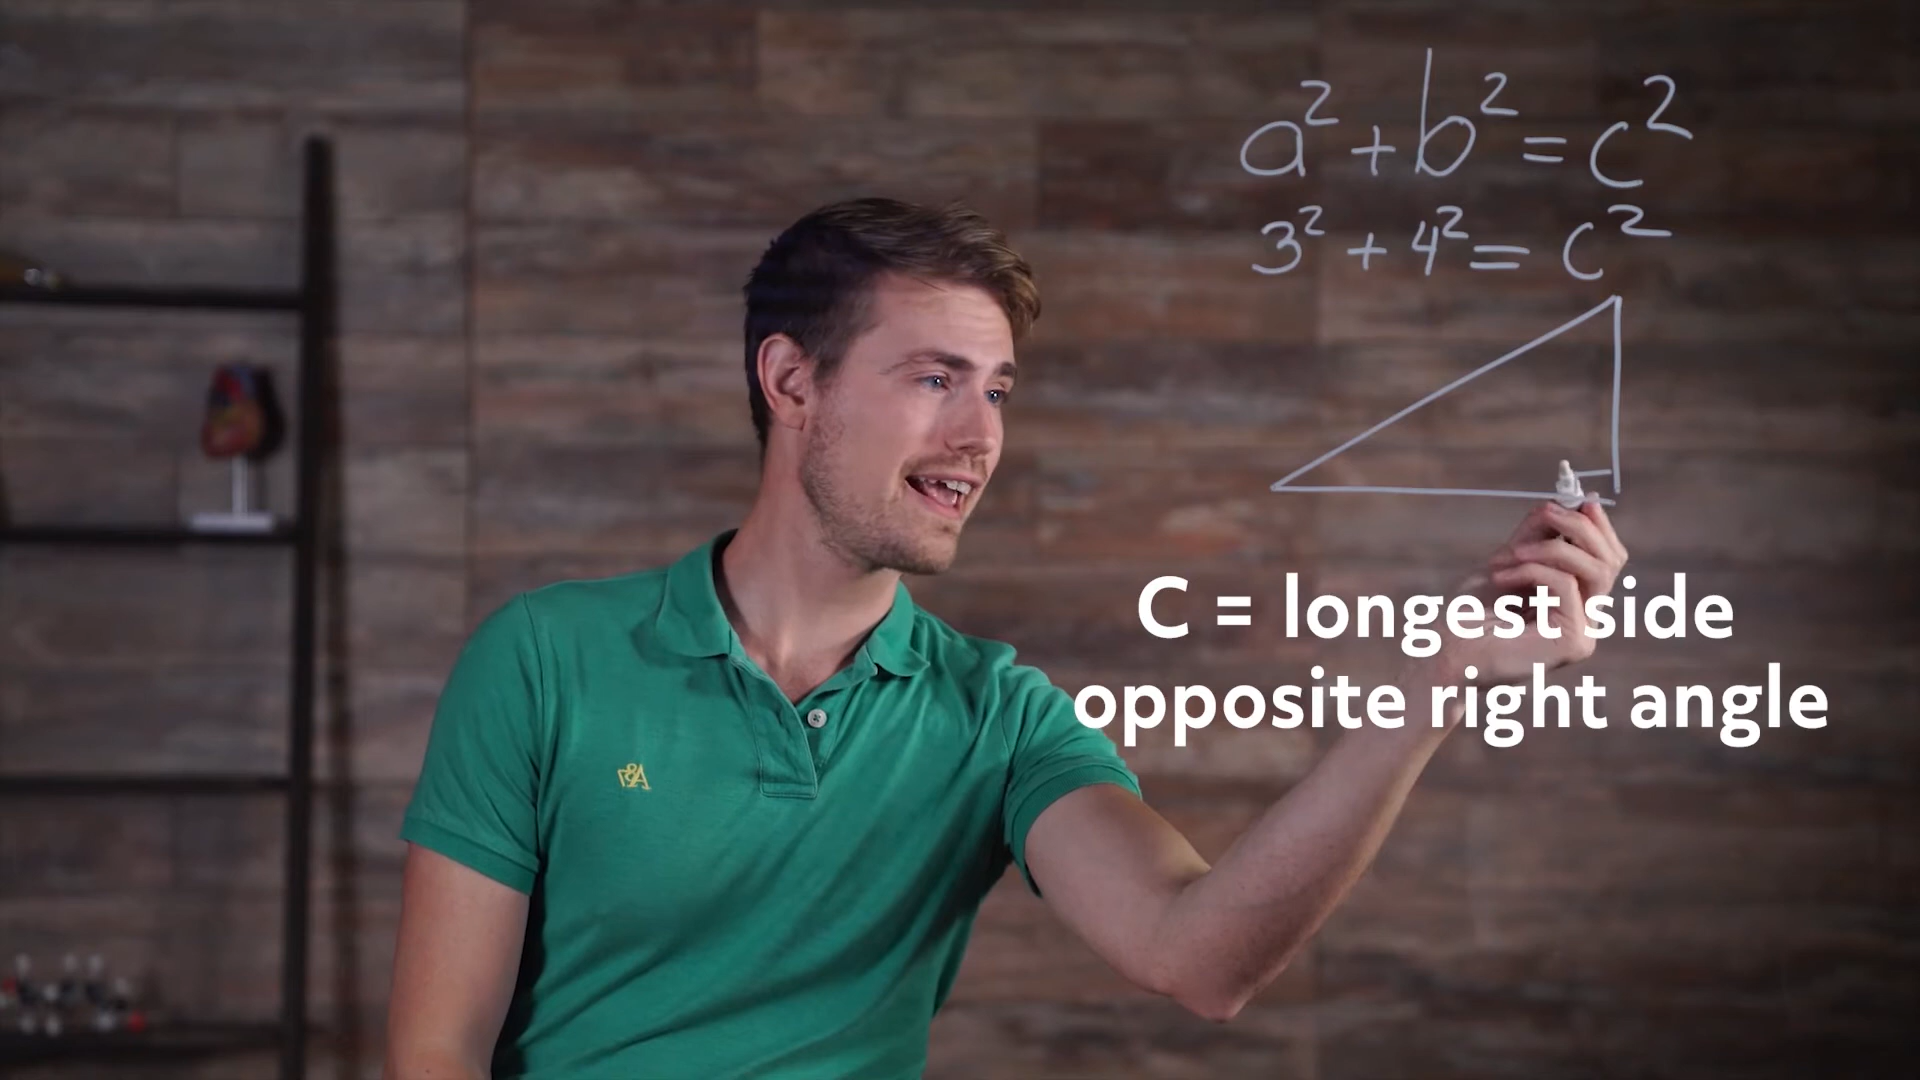 a² + b² = c²
3² + 4² = c²
C = longest side
opposite right angle